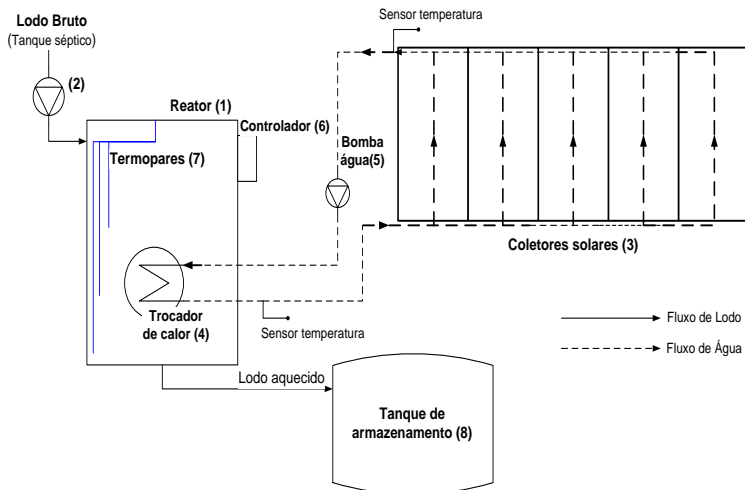 Lodo Bruto
(Tanque séptico)
(2)
Sensor temperatura
Reator (1)
Controlador (6)
Termopares (7)
Bomba
água(5)
Coletores solares (3)
Trocador
de calor (4)
Sensor temperatura
Fluxo de Lodo
Fluxo de Água
Lodo aquecido
Tanque de
armazenamento (8)